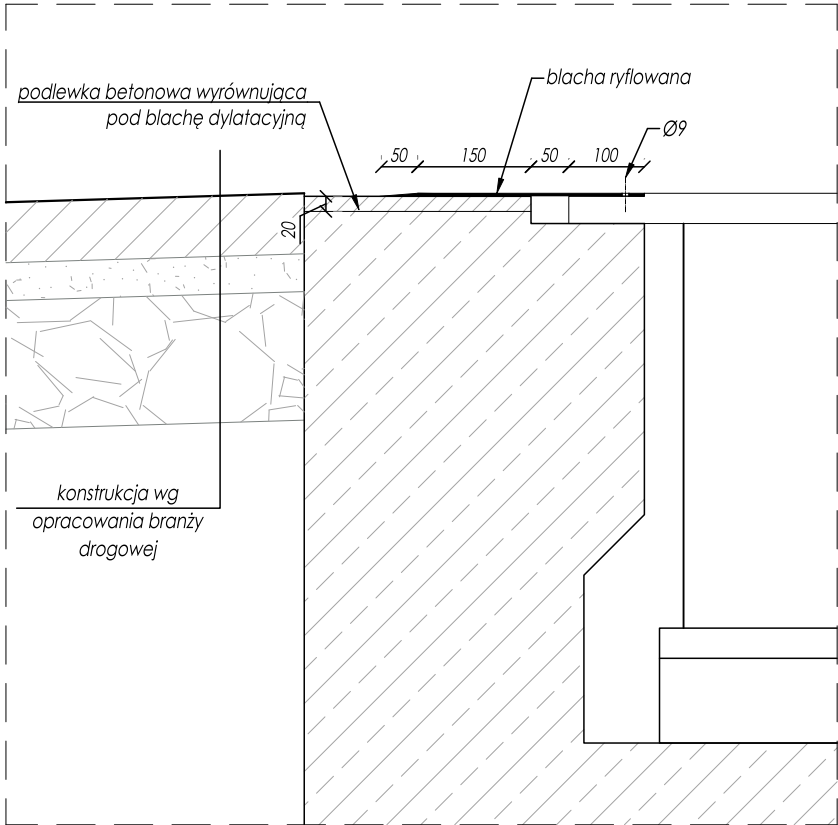 podlewka betonowa wyrównująca
pod blachę dylatacyjną
blacha ryflowana
Ø9
50
150
50
100
20
konstrukcja wg
opracowania branży
drogowej